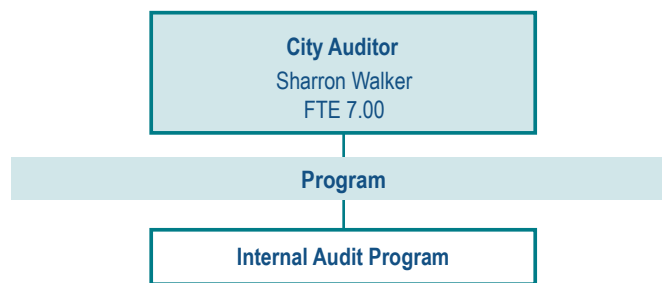 City Auditor
Sharron Walker
FTE 7.00
Program
Internal Audit Program